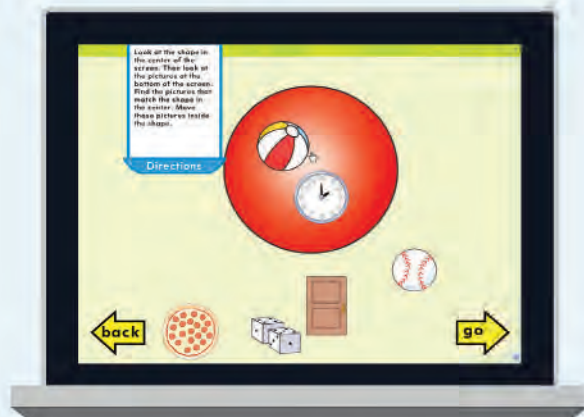 Look at the shape in
the center of the
screen. Then look at
the pictures at the
bottom of the screen.
Find the pictures that
match the shape in
the center. Move
these pictures inside
the shape.
Directions
back
go